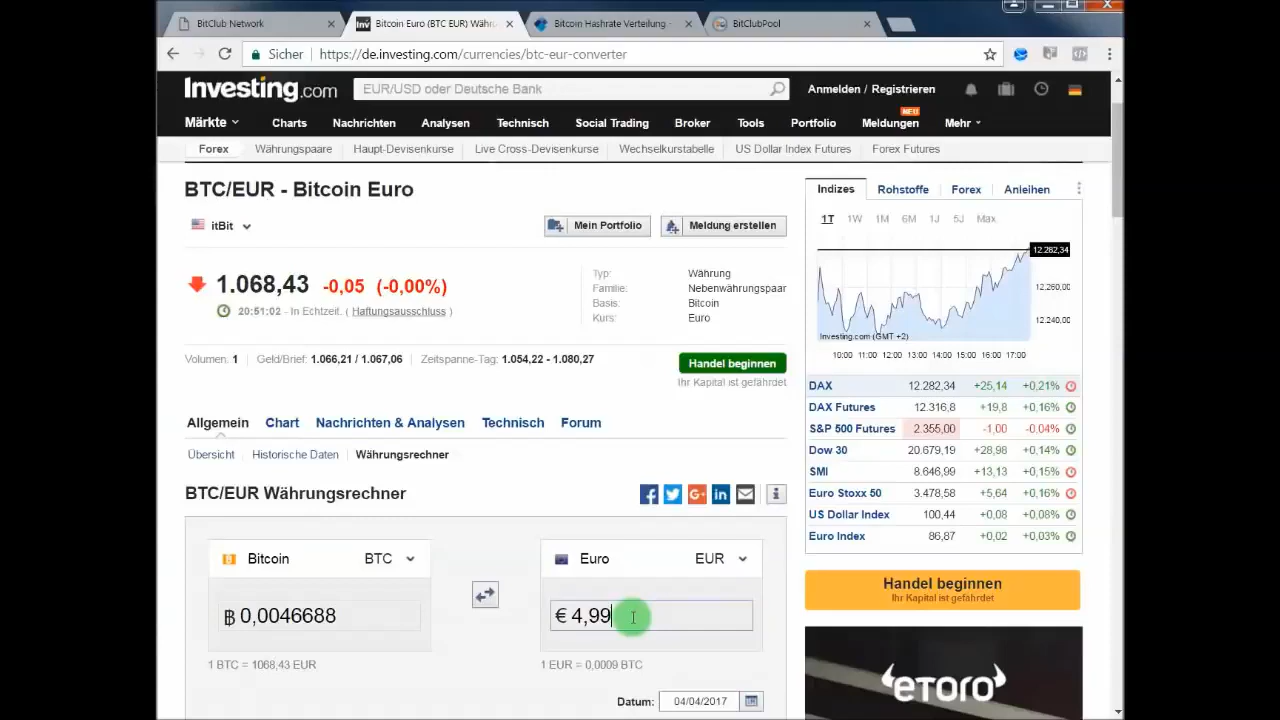 BitClub Network
Bitcoin Euro (BTC EUR) Währ
Bitcoin Hashrate Verteilung -
BitClubPool
Sicher
https://de.investing.com/currencies/btc-eur-converter
Investing.com
EUR/USD oder Deutsche Bank
Anmelden / Registrieren
NEU
Märkte
Charts
Nachrichten
Analysen
Technisch
Social Trading
Broker
Tools
Portfolio
Meldungen
Mehr
Forex
Währungspaare
Haupt-Devisenkurse
Live Cross-Devisenkurse
Wechselkurstabelle
US Dollar Index Futures
Forex Futures
BTC/EUR - Bitcoin Euro
itBit
Mein Portfolio
Meldung erstellen
1.068,43 -0,05 (-0,00%)
20:51:02 - In Echtzeit. ( Haftungsausschluss )
Typ: Währung
Familie: Nebenwährungspaar
Basis: Bitcoin
Kurs: Euro
Volumen: 1
Geld/Brief: 1.066,21 / 1.067,06
Zeitspanne-Tag: 1.054,22 - 1.080,27
Handel beginnen
Ihr Kapital ist gefährdet
Allgemein
Chart
Nachrichten & Analysen
Technisch
Forum
Übersicht
Historische Daten
Währungsrechner
BTC/EUR Währungsrechner
Bitcoin BTC
฿ 0,0046688
1 BTC = 1068,43 EUR
Euro EUR
€ 4,99
1 EUR = 0,0009 BTC
Datum: 04/04/2017
Indizes
Rohstoffe
Forex
Anleihen
1T 1W 1M 6M 1J 5J Max
12.282,34
12.260,00
12.240,00
Investing.com (GMT +2)
10:00 11:00 12:00 13:00 14:00 15:00 16:00 17:00
DAX 12.282,34 +25,14 +0,21%
DAX Futures 12.316,8 +19,8 +0,16%
S&P 500 Futures 2.355,00 -1,00 -0,04%
Dow 30 20.679,19 +28,98 +0,14%
SMI 8.646,99 +13,13 +0,15%
Euro Stoxx 50 3.478,58 +5,64 +0,16%
US Dollar Index 100,44 +0,08 +0,08%
Euro Index 86,87 +0,02 +0,03%
Handel beginnen
Ihr Kapital ist gefährdet
eToro